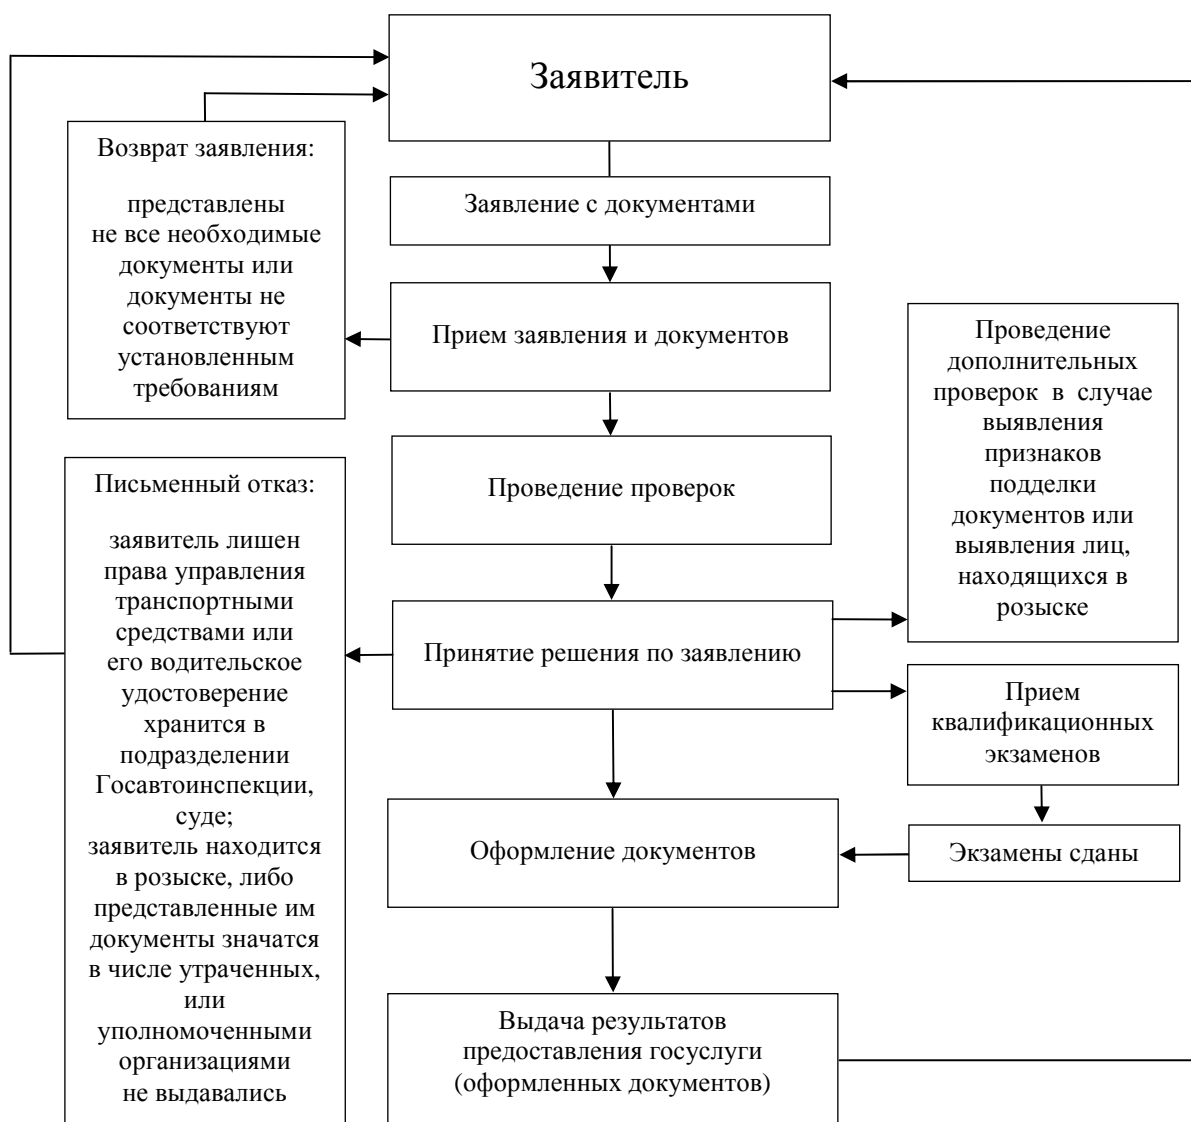 Заявитель
Возврат заявления:
представлены
не все необходимые
документы или
документы не
соответствуют
установленным
требованиям
Заявление с документами
Прием заявления и документов
Проведение
дополнительных
проверок в случае
выявления
признаков
подделки
документов или
выявления лиц,
находящихся в
розыске
Проведение проверок
Письменный отказ:
заявитель лишен
права управления
транспортными
средствами или
его водительское
удостоверение
хранится в
подразделении
Госавтоинспекции,
суде;
заявитель находится
в розыске, либо
представленные им
документы значатся
в числе утраченных,
или
уполномоченными
организациями
не выдавались
Принятие решения по заявлению
Прием
квалификационных
экзаменов
Экзамены сданы
Оформление документов
Выдача результатов
предоставления госуслуги
(оформленных документов)